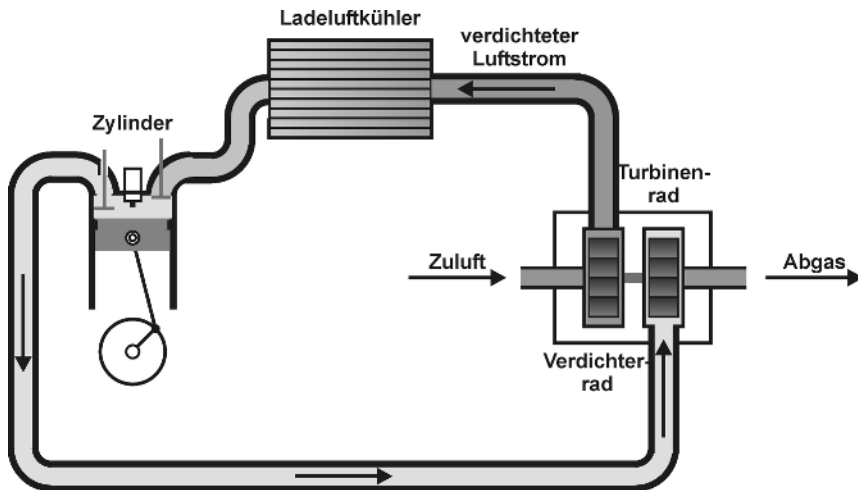 Ladeluftkühler
verdichteter
Luftstrom
Zylinder
Turbinen-
rad
Zuluft
Abgas
Verdichter-
rad